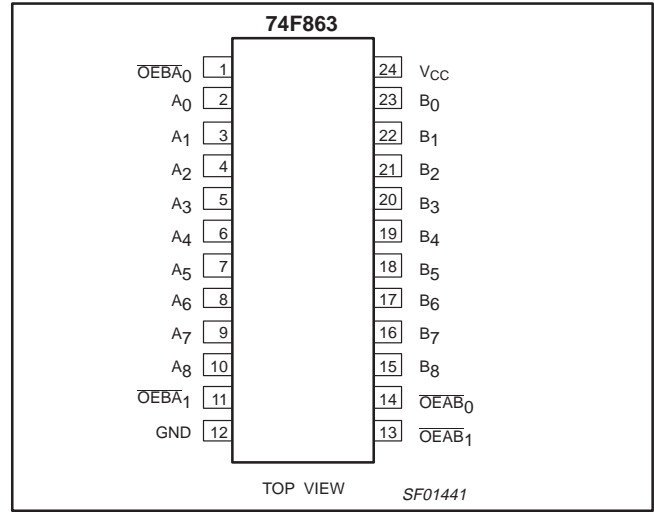 74F863
OEBA0 1 24 VCC
A0 2 23 B0
A1 3 22 B1
A2 4 21 B2
A3 5 20 B3
A4 6 19 B4
A5 7 18 B5
A6 8 17 B6
A7 9 16 B7
A8 10 15 B8
OEBA1 11 14 OEAB0
GND 12 13 OEAB1
TOP VIEW SF01441